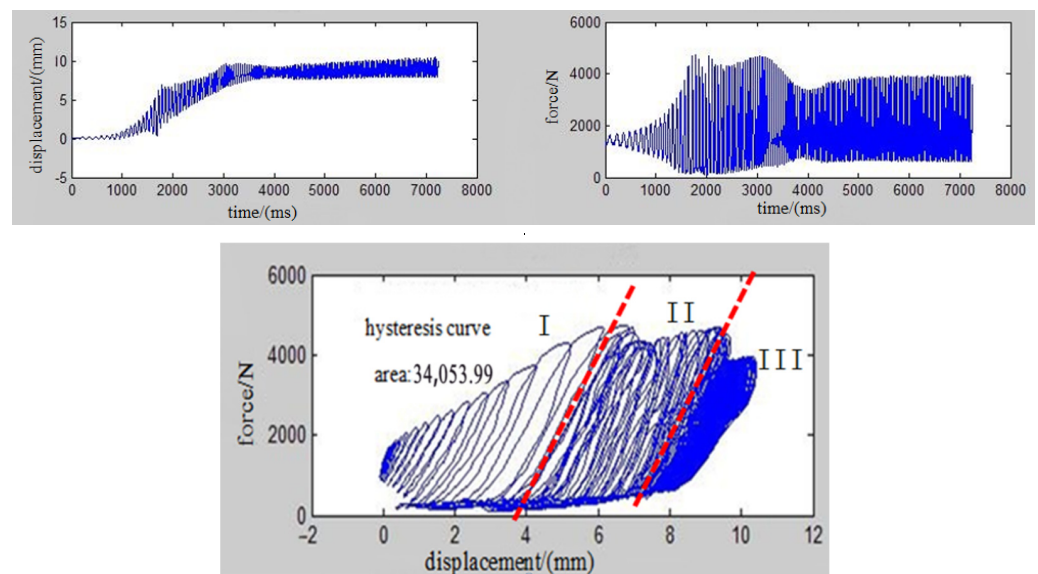 15
10
5
0
-5
displacement/(mm)
0 1000 2000 3000 4000 5000 6000 7000 8000
time/(ms)
6000
4000
2000
0
force/N
0 1000 2000 3000 4000 5000 6000 7000 8000
time/(ms)
6000
4000
2000
0
force/N
hysteresis curve
area:34,053.99
I
II
III
−2 0 2 4 6 8 10 12
displacement/(mm)